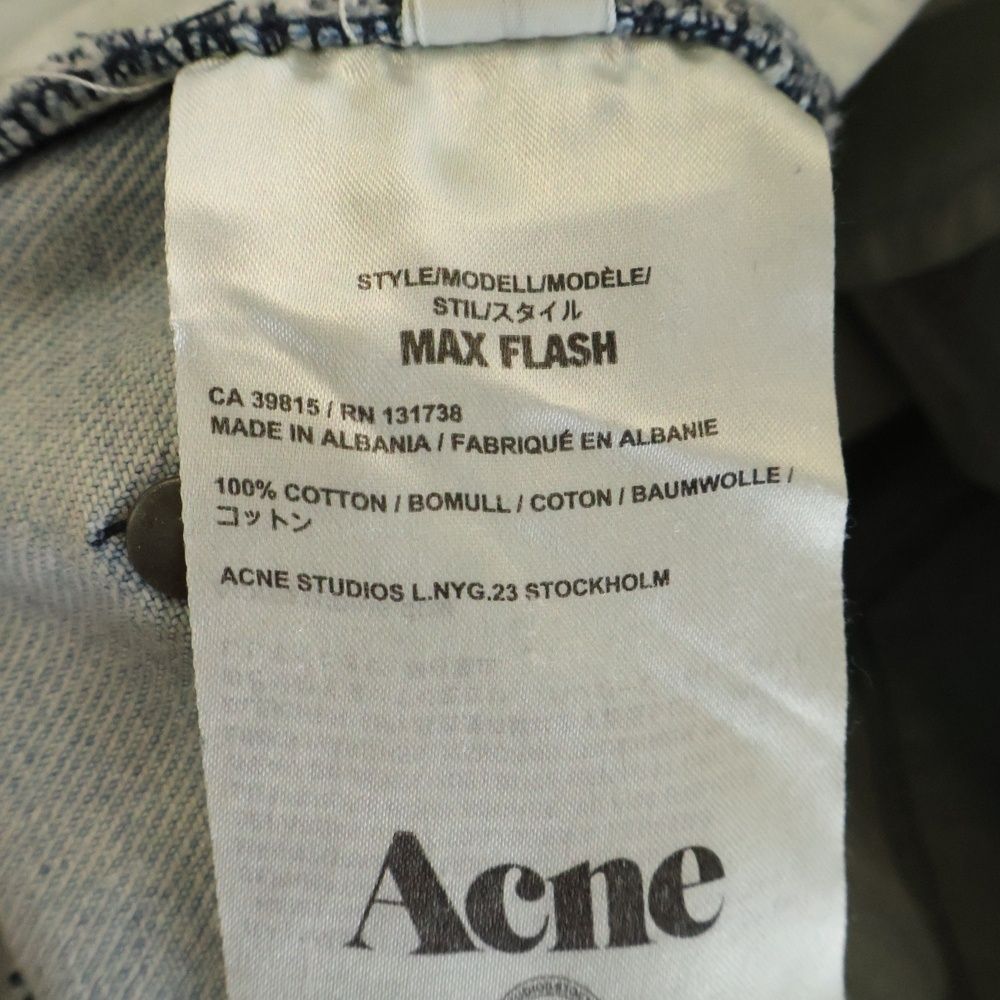 STYLE/MODELL/MODÈLE/
STIL/スタイル
MAX FLASH
CA 39815 / RN 131738
MADE IN ALBANIA / FABRIQUÉ EN ALBANIE
100% COTTON / BOMULL / COTON / BAUMWOLLE /
コットン
ACNE STUDIOS L.NYG.23 STOCKHOLM
Acne